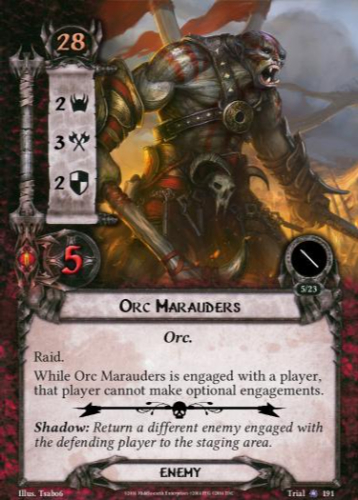 28
2
3
2
5
5/23
Orc Marauders
Orc.
Raid.
While Orc Marauders is engaged with a player,
that player cannot make optional engagements.
Shadow: Return a different enemy engaged with
the defending player to the staging area.
ENEMY
Illus. Tsabo6
Trial
191